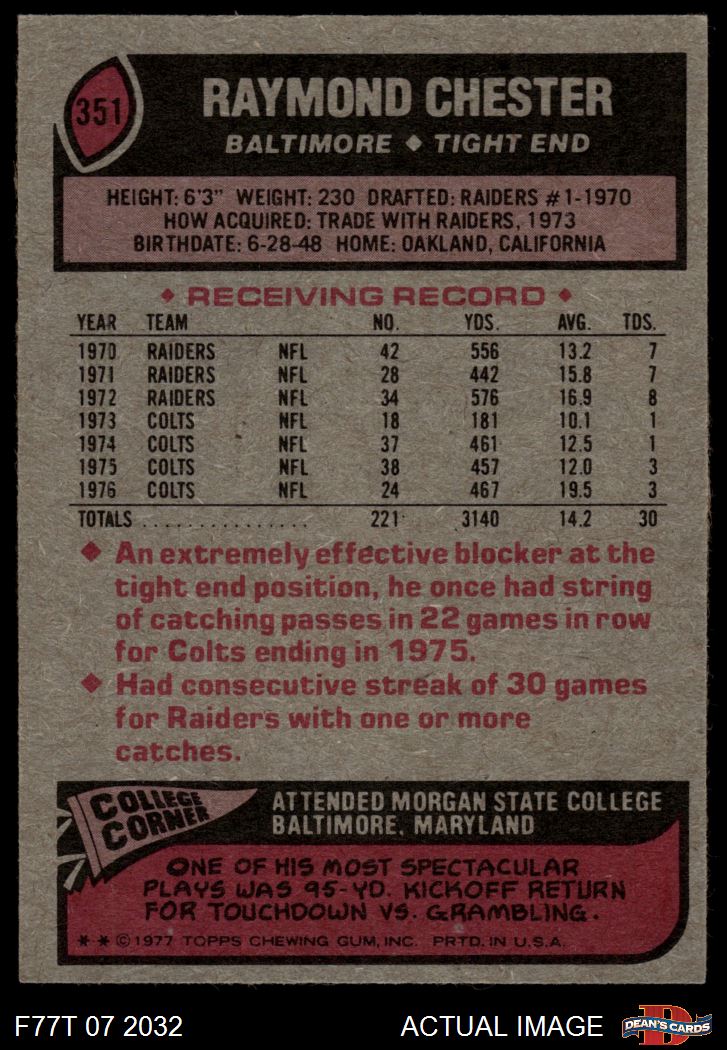 351
RAYMOND CHESTER
BALTIMORE ◆ TIGHT END
HEIGHT: 6'3" WEIGHT: 230 DRAFTED: RAIDERS #1-1970
HOW ACQUIRED: TRADE WITH RAIDERS, 1973
BIRTHDATE: 6-28-48 HOME: OAKLAND, CALIFORNIA
◆ RECEIVING RECORD ◆
YEAR TEAM NO. YDS. AVG. TDS.
1970 RAIDERS NFL 42 556 13.2 7
1971 RAIDERS NFL 28 442 15.8 7
1972 RAIDERS NFL 34 576 16.9 8
1973 COLTS NFL 18 181 10.1 1
1974 COLTS NFL 37 461 12.5 1
1975 COLTS NFL 38 457 12.0 3
1976 COLTS NFL 24 467 19.5 3
TOTALS ................ 221 3140 14.2 30
◆ An extremely effective blocker at the
tight end position, he once had string
of catching passes in 22 games in row
for Colts ending in 1975.
◆ Had consecutive streak of 30 games
for Raiders with one or more
catches.
COLLEGE
CORNER
ATTENDED MORGAN STATE COLLEGE
BALTIMORE, MARYLAND
ONE OF HIS MOST SPECTACULAR
PLAYS WAS 95-YD. KICKOFF RETURN
FOR TOUCHDOWN VS. GRAMBLING.
* * © 1977 TOPPS CHEWING GUM, INC. PRTD. IN U.S.A.
F77T 07 2032 ACTUAL IMAGE
D
DEAN'S CARDS